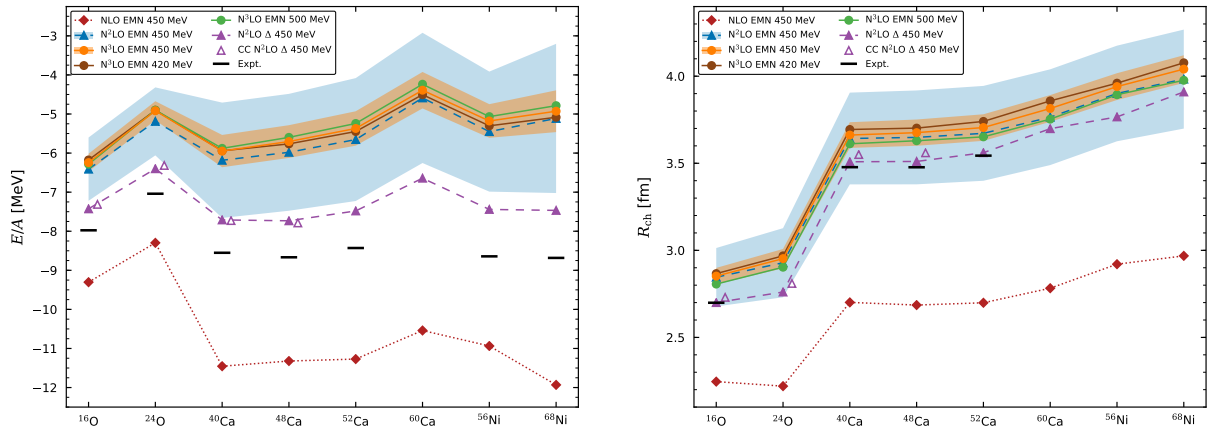 NLO EMN 450 MeV
N²LO EMN 450 MeV
N³LO EMN 450 MeV
N³LO EMN 420 MeV
N³LO EMN 500 MeV
N²LO Δ 450 MeV
CC N²LO Δ 450 MeV
Expt.
E/A [MeV]
−3
−4
−5
−6
−7
−8
−9
−10
−11
−12
¹⁶O
²⁴O
⁴⁰Ca
⁴⁸Ca
⁵²Ca
⁶⁰Ca
⁵⁶Ni
⁶⁸Ni
NLO EMN 450 MeV
N²LO EMN 450 MeV
N³LO EMN 450 MeV
N³LO EMN 420 MeV
N³LO EMN 500 MeV
N²LO Δ 450 MeV
CC N²LO Δ 450 MeV
Expt.
R_ch [fm]
4.0
3.5
3.0
2.5
¹⁶O
²⁴O
⁴⁰Ca
⁴⁸Ca
⁵²Ca
⁶⁰Ca
⁵⁶Ni
⁶⁸Ni